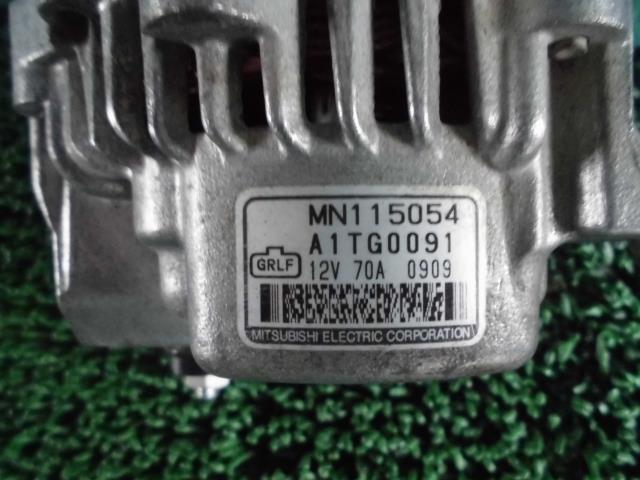 MN115054
A1TG0091
GRLF 12V 70A 0909
MITSUBISHI ELECTRIC CORPORATION